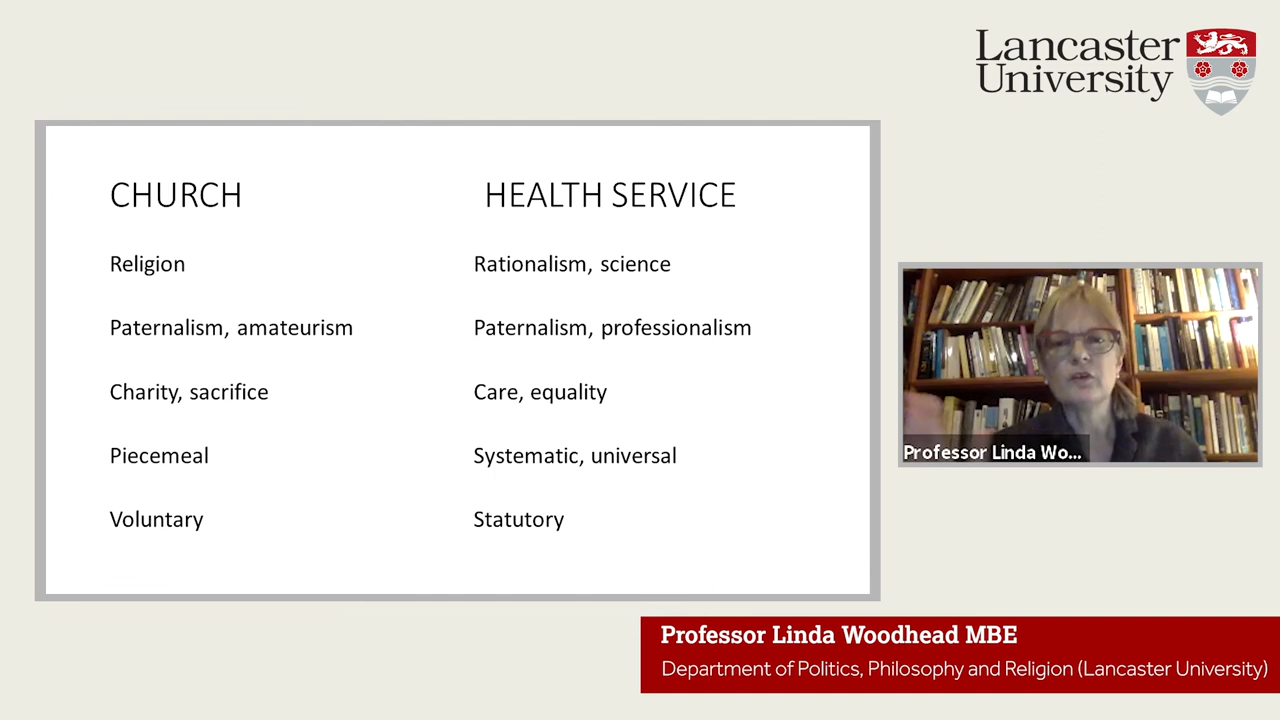 Lancaster
University
CHURCH HEALTH SERVICE
Religion Rationalism, science
Paternalism, amateurism Paternalism, professionalism
Charity, sacrifice Care, equality
Piecemeal Systematic, universal
Voluntary Statutory
Professor Linda Wo...
Professor Linda Woodhead MBE
Department of Politics, Philosophy and Religion (Lancaster University)